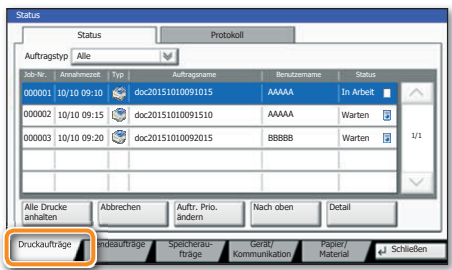 Status
Status Protokoll
Auftragstyp Alle
Job-Nr. Annahmezeit Typ Auftragsname Benutzername Status
000001 10/10 09:10 doc20151010091015 AAAAA In Arbeit
000002 10/10 09:15 doc20151010091510 AAAAA Warten
000003 10/10 09:20 doc20151010092015 BBBBB Warten
1/1
Alle Drucke anhalten
Abbrechen
Auftr. Prio. ändern
Nach oben
Detail
Druckaufträge
endeaufträge
Speicherau-
fträge
Gerät/
Kommunikation
Papier/
Material
Schließen